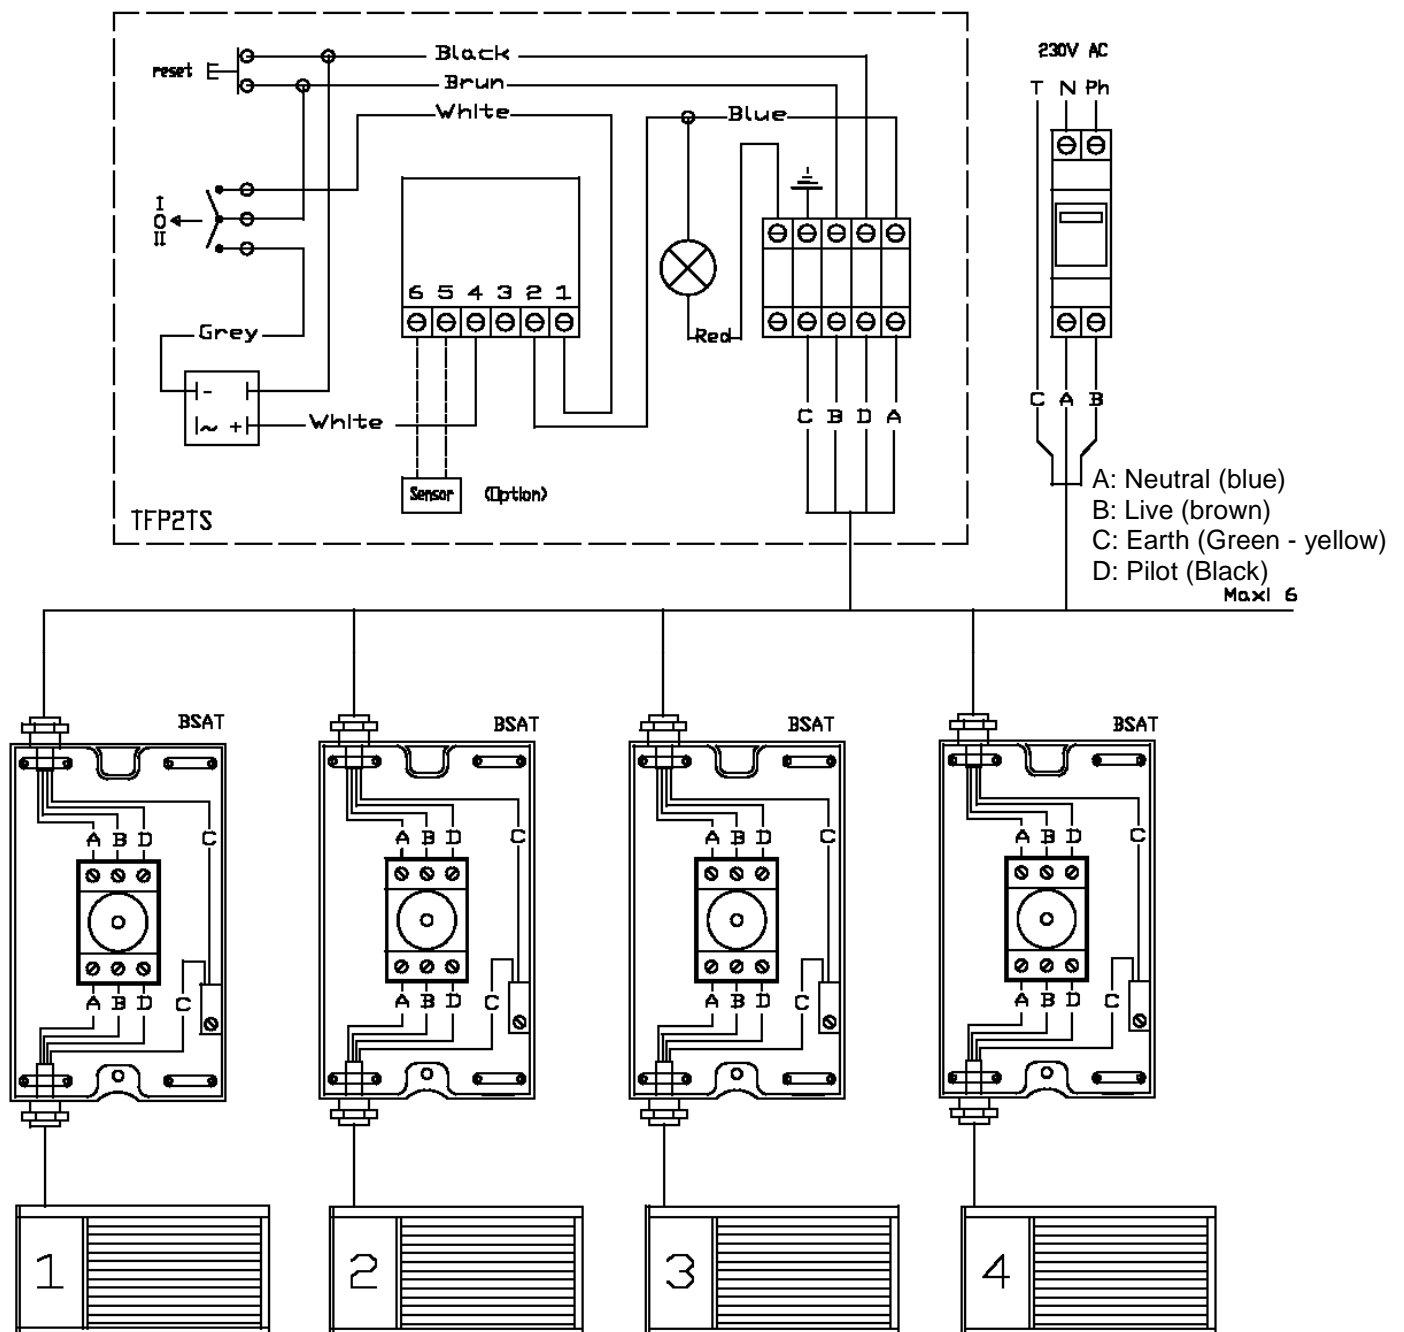 Black
230V AC
reset
Brun
T N Ph
White
Blue
I
O
II
6 5 4 3 2 1
Grey
Red
-
~ +
White
C B D A
C A B
Sensor (Option)
A: Neutral (blue)
B: Live (brown)
C: Earth (Green - yellow)
D: Pilot (Black)
TFP2TS
Maxi 6
BSAT BSAT BSAT BSAT
A B D C A B D C A B D C A B D C
A B D C A B D C A B D C A B D C
1 2 3 4